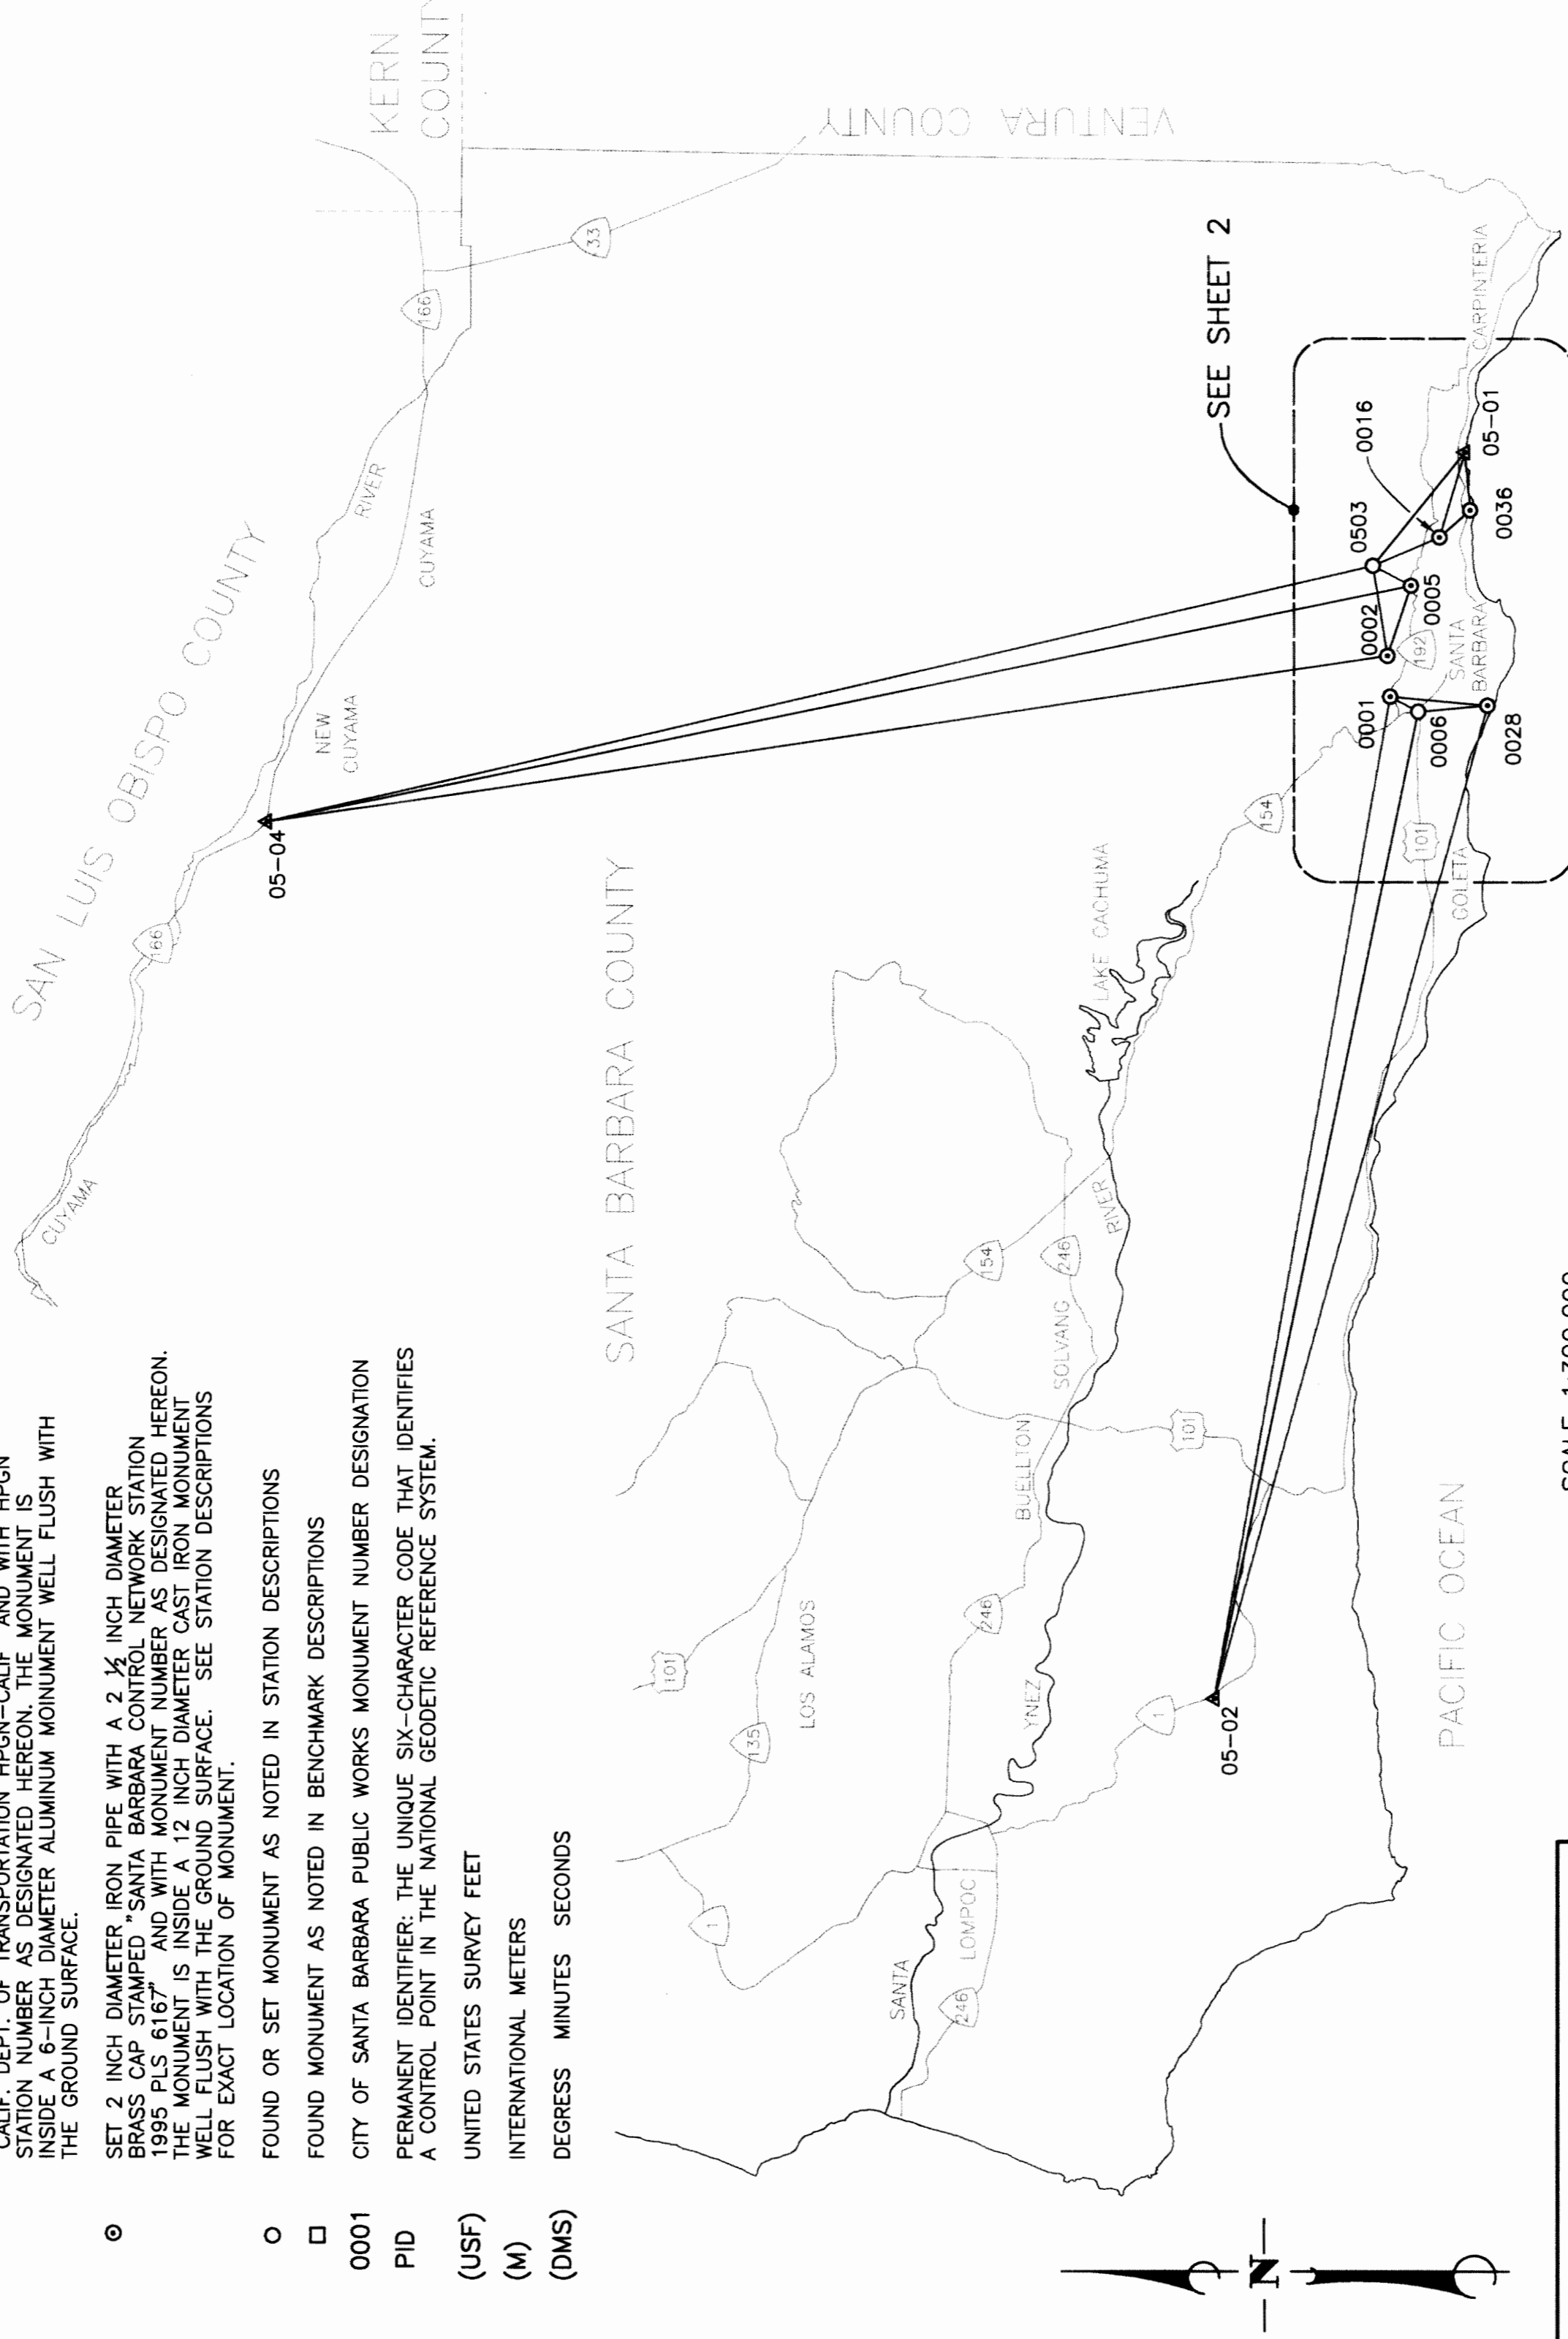 CALIF. DEPT. OF TRANSPORTATION HPGN-CALIF AND WITH HPGN
STATION NUMBER AS DESIGNATED HEREON. THE MONUMENT IS
INSIDE A 6-INCH DIAMETER ALUMINUM MOINUMENT WELL FLUSH WITH
THE GROUND SURFACE.
SET 2 INCH DIAMETER IRON PIPE WITH A 2 ½ INCH DIAMETER
BRASS CAP STAMPED "SANTA BARBARA CONTROL NETWORK STATION
1995 PLS 6167" AND WITH MONUMENT NUMBER AS DESIGNATED HEREON.
THE MONUMENT IS INSIDE A 12 INCH DIAMETER CAST IRON MONUMENT
WELL FLUSH WITH THE GROUND SURFACE. SEE STATION DESCRIPTIONS
FOR EXACT LOCATION OF MONUMENT.
FOUND OR SET MONUMENT AS NOTED IN STATION DESCRIPTIONS
FOUND MONUMENT AS NOTED IN BENCHMARK DESCRIPTIONS
0001 CITY OF SANTA BARBARA PUBLIC WORKS MONUMENT NUMBER DESIGNATION
PID PERMANENT IDENTIFIER: THE UNIQUE SIX-CHARACTER CODE THAT IDENTIFIES
A CONTROL POINT IN THE NATIONAL GEODETIC REFERENCE SYSTEM.
(USF) UNITED STATES SURVEY FEET
(M) INTERNATIONAL METERS
(DMS) DEGRESS MINUTES SECONDS
SAN LUIS OBISPO COUNTY
KERN
COUNTY
VENTURA COUNTY
SANTA BARBARA COUNTY
CUYAMA
166
05-04
NEW
CUYAMA
RIVER
CUYAMA
166
33
1
135
101
LOS ALAMOS
SANTA
246
LOMPOC
YNEZ
246
BUELLTON
SOLVANG
154
246
RIVER
LAKE CACHUMA
154
1
05-02
101
SEE SHEET 2
0001
0006
0028
0002
0503
0005
0016
0036
05-01
192
SANTA
BARBARA
101
GOLETA
CARPINTERIA
PACIFIC OCEAN
N
SCALE 1:300,000